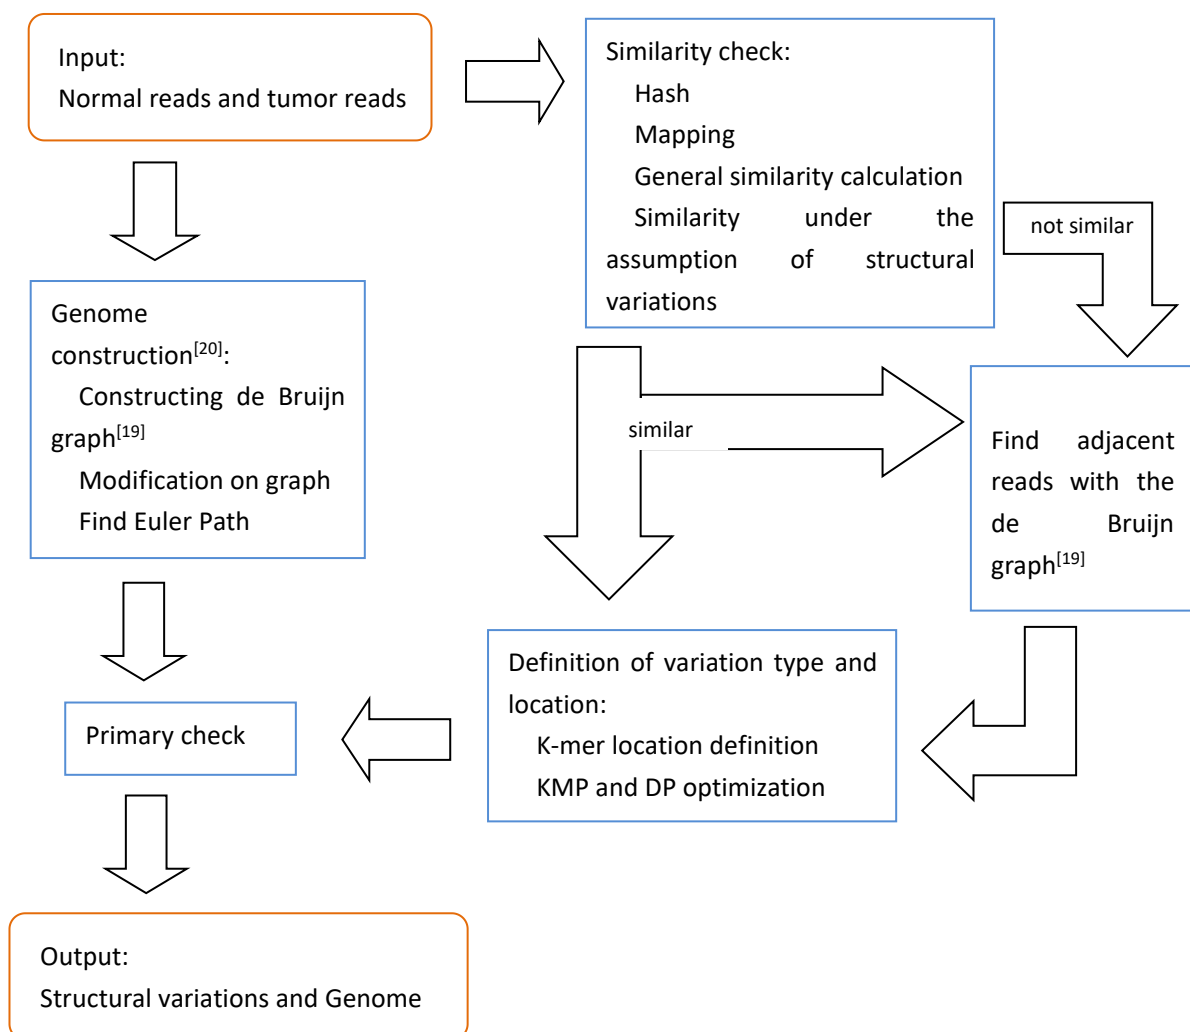 Input:
Normal reads and tumor reads
Similarity check:
Hash
Mapping
General similarity calculation
Similarity under the
assumption of structural
variations
not similar
Genome
construction[20]:
Constructing de Bruijn
graph[19]
Modification on graph
Find Euler Path
similar
Find adjacent
reads with the
de Bruijn
graph[19]
Definition of variation type and
location:
K-mer location definition
KMP and DP optimization
Primary check
Output:
Structural variations and Genome